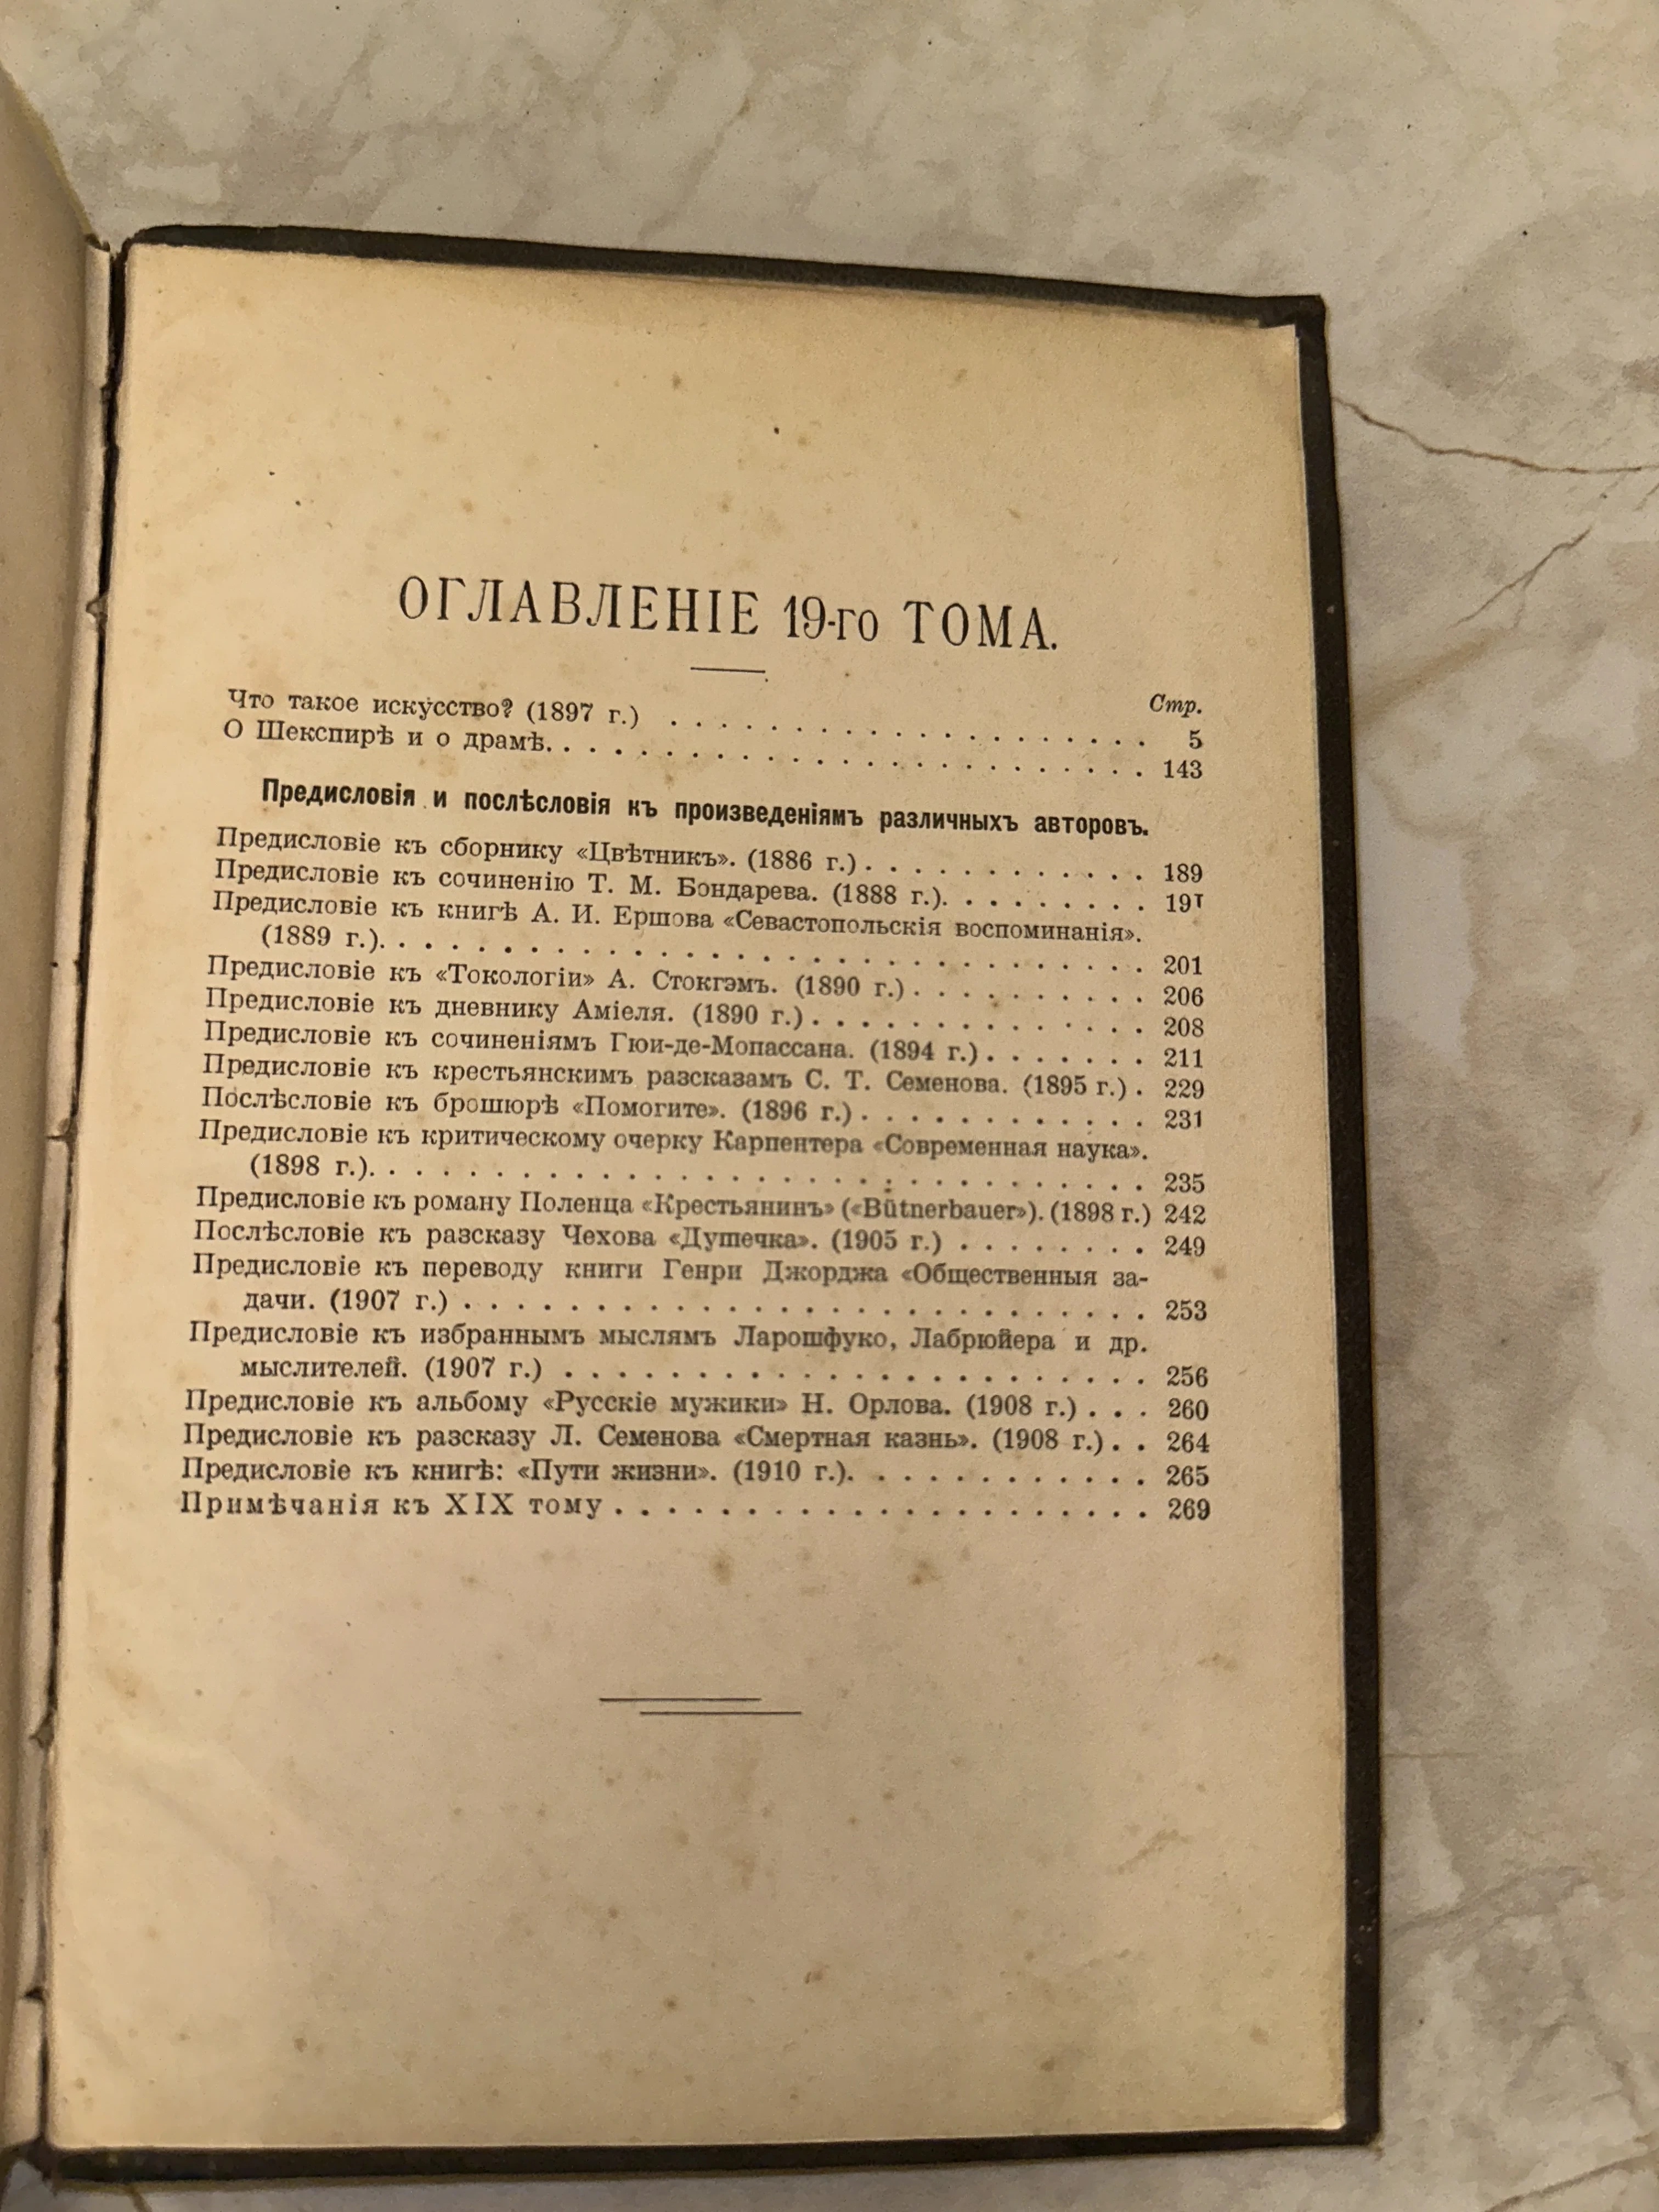 ОГЛАВЛЕНІЕ 19-го ТОМА.
Стр.
Что такое искусство? (1897 г.) . . . . . . . . . . . . . . . . . . 5
О Шекспирѣ и о драмѣ. . . . . . . . . . . . . . . . . . . . . . . 143
Предисловія и послѣсловія къ произведеніямъ различныхъ авторовъ.
Предисловіе къ сборнику «Цвѣтникъ». (1886 г.) . . . . . . . . . . . 189
Предисловіе къ сочиненію Т. М. Бондарева. (1888 г.). . . . . . . . . 191
Предисловіе къ книгѣ А. И. Ершова «Севастопольскія воспоминанія».
(1889 г.). . . . . . . . . . . . . . . . . . . . . . . . . . . . . 201
Предисловіе къ «Токологіи» А. Стокгэмъ. (1890 г.) . . . . . . . . . 206
Предисловіе къ дневнику Аміеля. (1890 г.) . . . . . . . . . . . . . 208
Предисловіе къ сочиненіямъ Гюи-де-Мопассана. (1894 г.) . . . . . . . 211
Предисловіе къ крестьянскимъ разсказамъ С. Т. Семенова. (1895 г.) . 229
Послѣсловіе къ брошюрѣ «Помогите». (1896 г.) . . . . . . . . . . . 231
Предисловіе къ критическому очерку Карпентера «Современная наука».
(1898 г.). . . . . . . . . . . . . . . . . . . . . . . . . . . . . 235
Предисловіе къ роману Поленца «Крестьянинъ» («Bütnerbauer»). (1898 г.) 242
Послѣсловіе къ разсказу Чехова «Душечка». (1905 г.) . . . . . . . . 249
Предисловіе къ переводу книги Генри Джорджа «Общественныя за-
дачи. (1907 г.) . . . . . . . . . . . . . . . . . . . . . . . . . . 253
Предисловіе къ избраннымъ мыслямъ Ларошфуко, Лабрюйера и др.
мыслителей. (1907 г.) . . . . . . . . . . . . . . . . . . . . . . 256
Предисловіе къ альбому «Русскіе мужики» Н. Орлова. (1908 г.) . . . 260
Предисловіе къ разсказу Л. Семенова «Смертная казнь». (1908 г.) . . 264
Предисловіе къ книгѣ: «Пути жизни». (1910 г.). . . . . . . . . . . . 265
Примѣчанія къ XIX тому . . . . . . . . . . . . . . . . . . . . 269